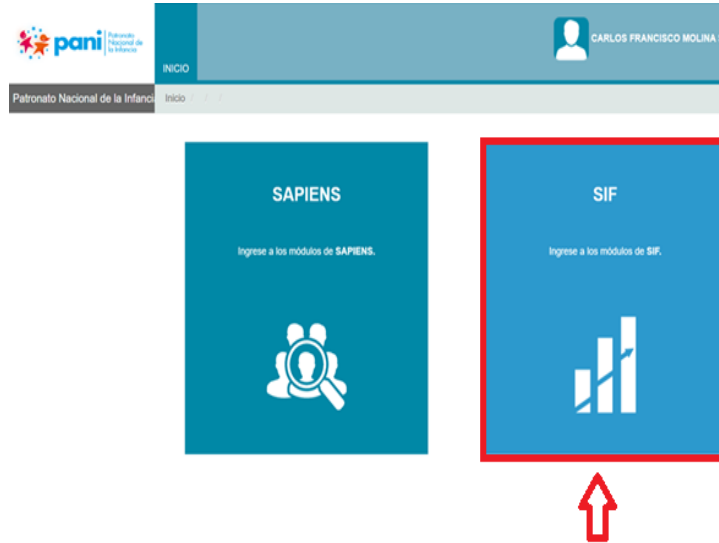 pani Patronato
Nacional de
la Infancia
INICIO
CARLOS FRANCISCO MOLINA
Patronato Nacional de la Infanci
Inicio / / /
SAPIENS
Ingrese a los módulos de SAPIENS.
SIF
Ingrese a los módulos de SIF.